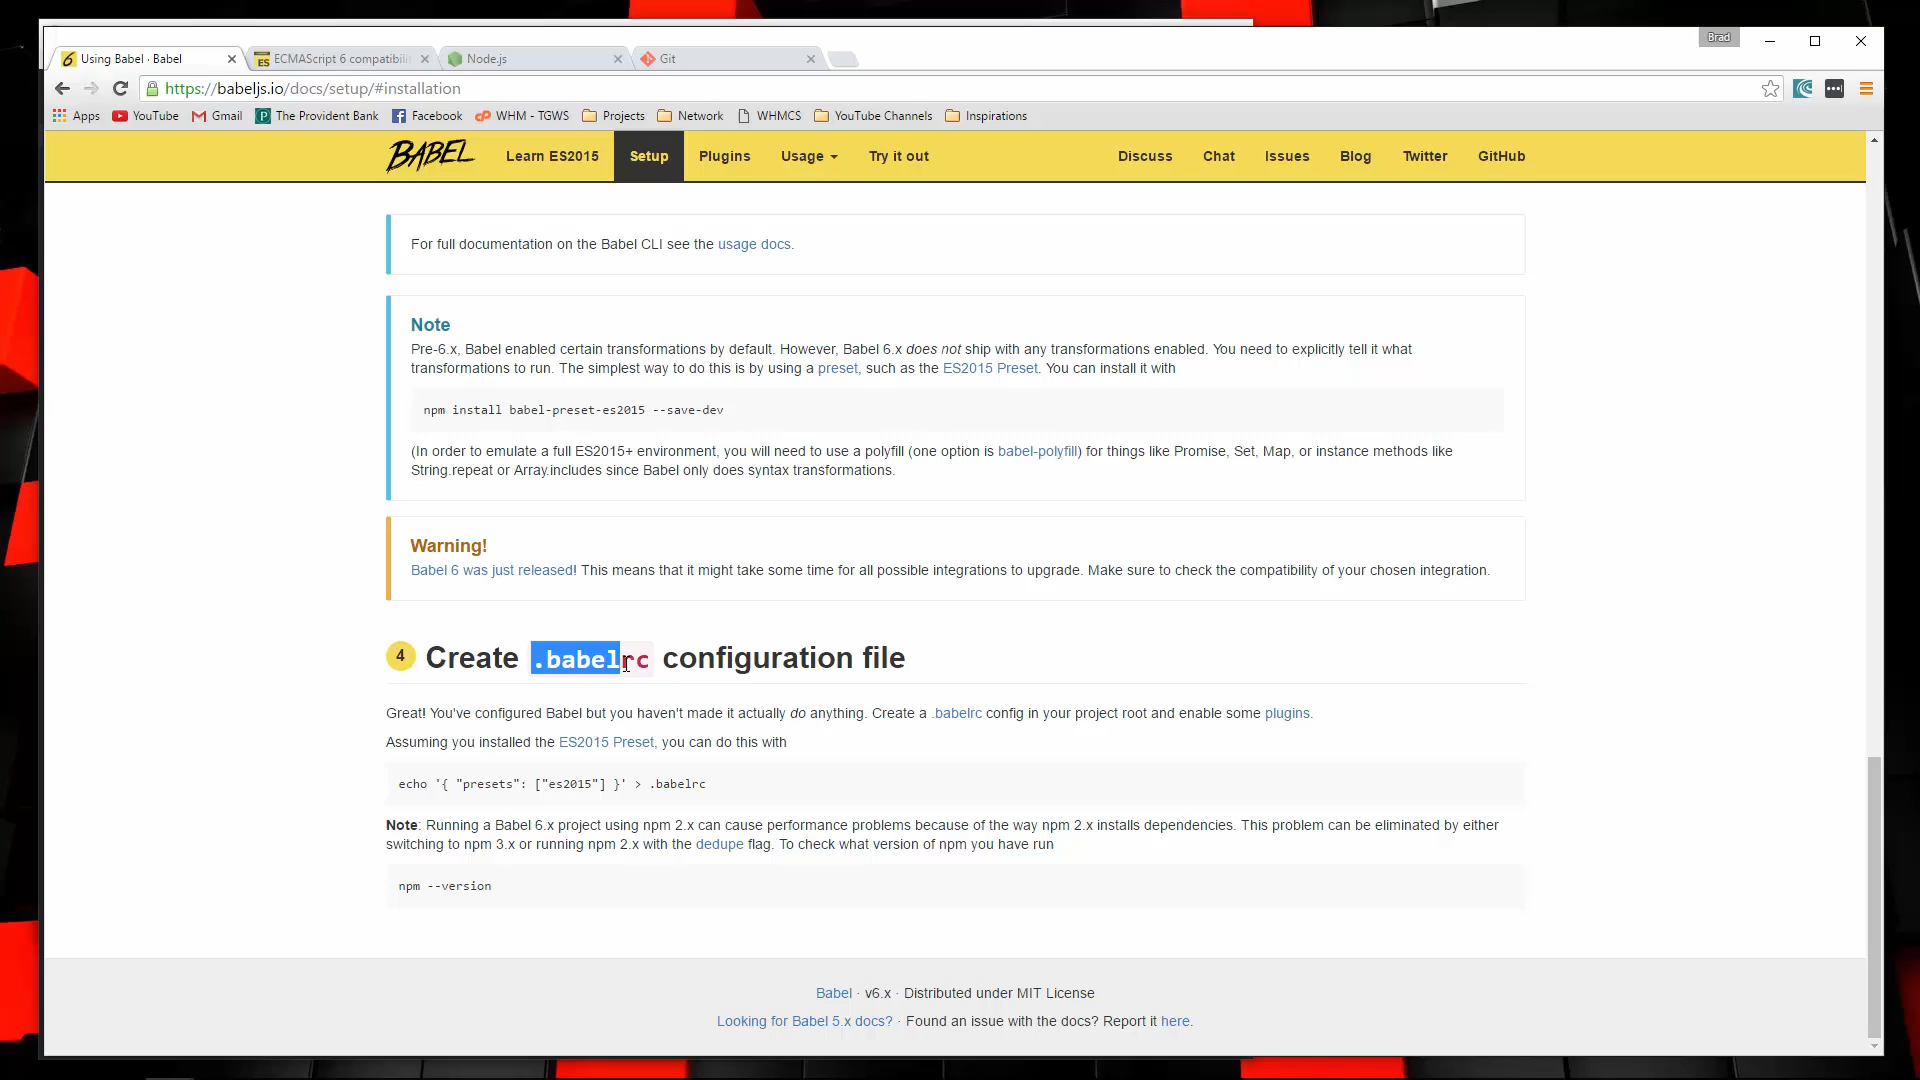 Brad
Using Babel · Babel
ECMAScript 6 compatibili
Node.js
Git
https://babeljs.io/docs/setup/#installation
Apps YouTube Gmail The Provident Bank Facebook WHM - TGWS Projects Network WHMCS YouTube Channels Inspirations
BABEL Learn ES2015 Setup Plugins Usage Try it out Discuss Chat Issues Blog Twitter GitHub
For full documentation on the Babel CLI see the usage docs.
Note
Pre-6.x, Babel enabled certain transformations by default. However, Babel 6.x does not ship with any transformations enabled. You need to explicitly tell it what
transformations to run. The simplest way to do this is by using a preset, such as the ES2015 Preset. You can install it with
npm install babel-preset-es2015 --save-dev
(In order to emulate a full ES2015+ environment, you will need to use a polyfill (one option is babel-polyfill) for things like Promise, Set, Map, or instance methods like
String.repeat or Array.includes since Babel only does syntax transformations.
Warning!
Babel 6 was just released! This means that it might take some time for all possible integrations to upgrade. Make sure to check the compatibility of your chosen integration.
4 Create .babelrc configuration file
Great! You've configured Babel but you haven't made it actually do anything. Create a .babelrc config in your project root and enable some plugins.
Assuming you installed the ES2015 Preset, you can do this with
echo '{ "presets": ["es2015"] }' > .babelrc
Note: Running a Babel 6.x project using npm 2.x can cause performance problems because of the way npm 2.x installs dependencies. This problem can be eliminated by either
switching to npm 3.x or running npm 2.x with the dedupe flag. To check what version of npm you have run
npm --version
Babel · v6.x · Distributed under MIT License
Looking for Babel 5.x docs? · Found an issue with the docs? Report it here.